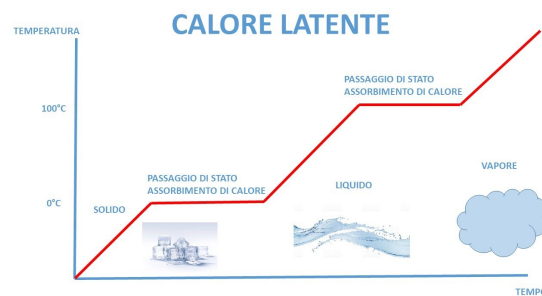 CALORE LATENTE
TEMPERATURA
PASSAGGIO DI STATO
ASSORBIMENTO DI CALORE
100°C
VAPORE
PASSAGGIO DI STATO
ASSORBIMENTO DI CALORE
LIQUIDO
0°C
SOLIDO
TEMPO